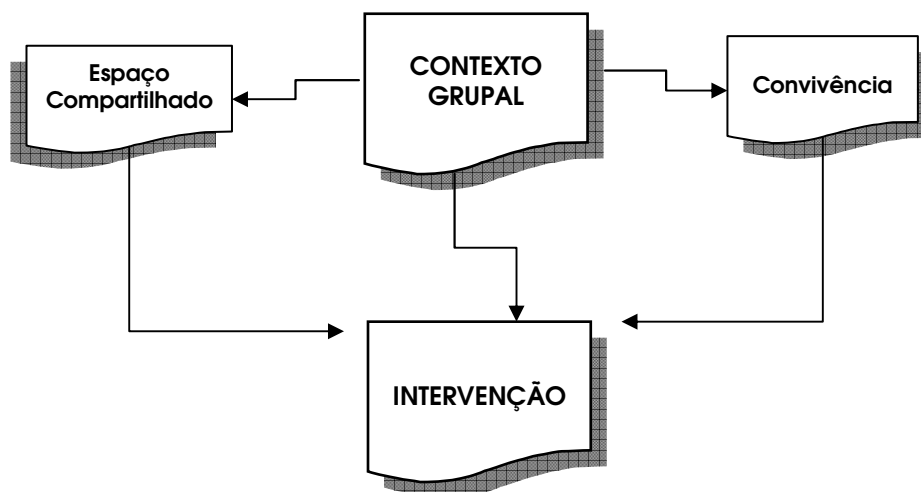 Espaço
Compartilhado
CONTEXTO
GRUPAL
Convivência
INTERVENÇÃO